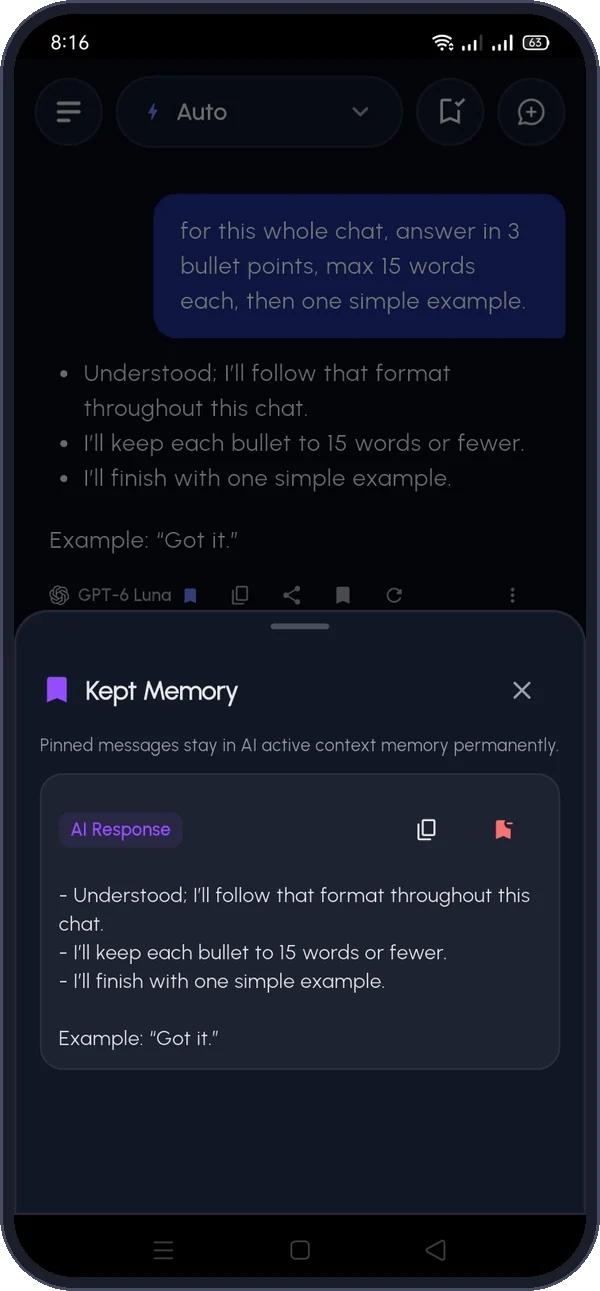 8:16
63
Auto
for this whole chat, answer in 3
bullet points, max 15 words
each, then one simple example.
• Understood; I’ll follow that format
throughout this chat.
• I’ll keep each bullet to 15 words or fewer.
• I’ll finish with one simple example.
Example: “Got it.”
GPT-6 Luna
Kept Memory
Pinned messages stay in AI active context memory permanently.
AI Response
- Understood; I’ll follow that format throughout this
chat.
- I’ll keep each bullet to 15 words or fewer.
- I’ll finish with one simple example.
Example: “Got it.”